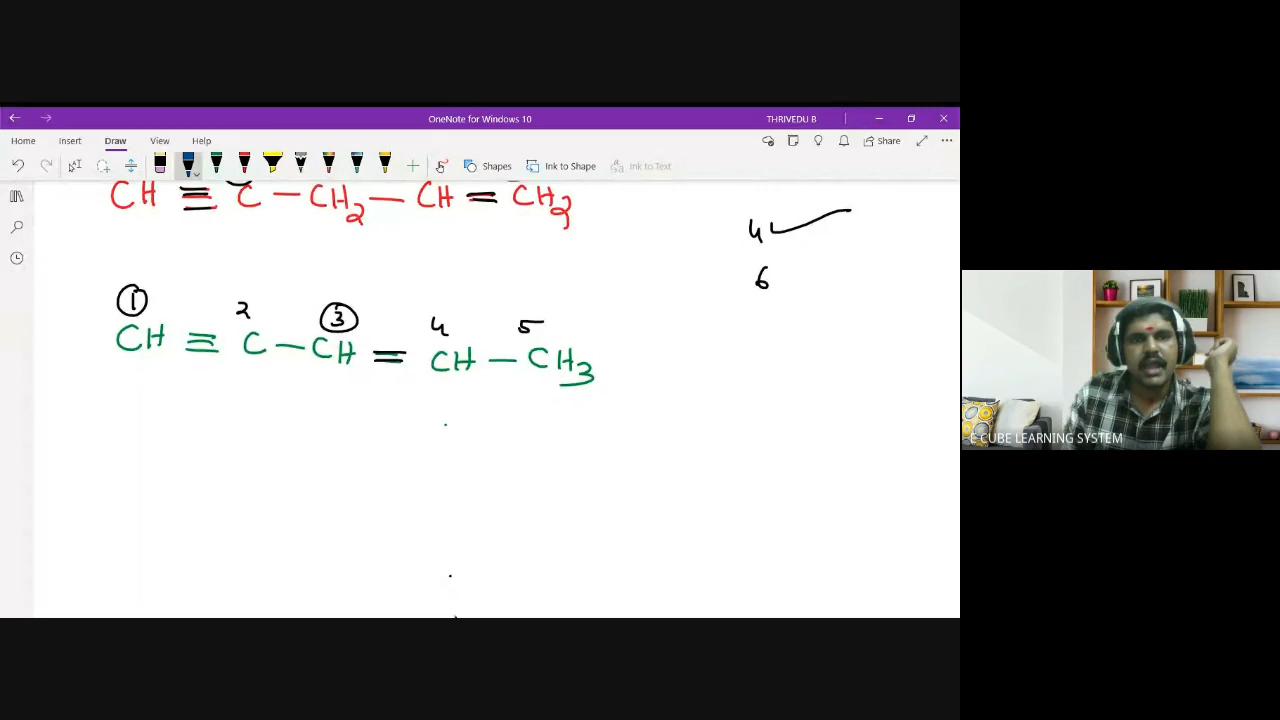 OneNote for Windows 10
THRIVEDU B
Home Insert Draw View Help
Share
Shapes Ink to Shape Ink to Text
CH ≡ C — CH2 — CH = CH2
4
6
1 2 3 4 5
CH ≡ C — CH = CH — CH3
E CUBE LEARNING SYSTEM